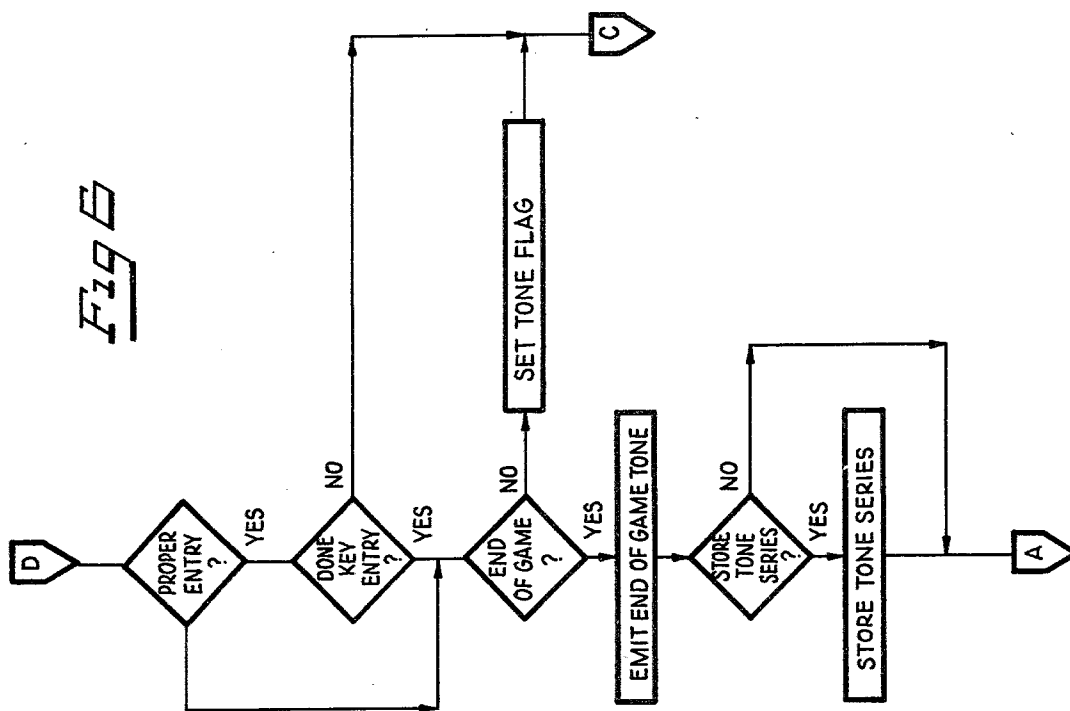 Fig 6
D
PROPER
ENTRY
?
YES
DONE
KEY
ENTRY
?
NO
YES
END
OF GAME
?
NO
SET TONE FLAG
C
YES
EMIT END OF GAME TONE
STORE
TONE
SERIES
?
NO
YES
STORE TONE SERIES
A